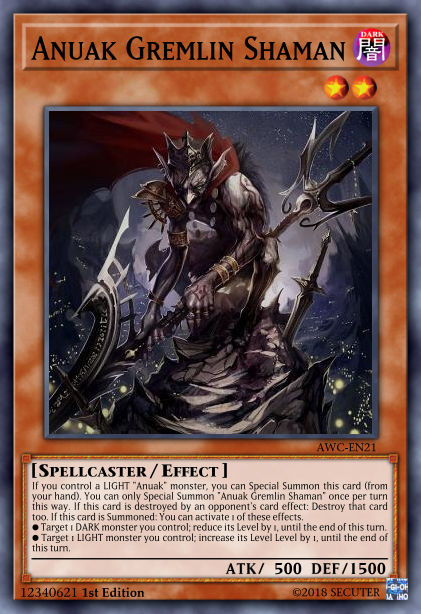 Anuak Gremlin Shaman
DARK
闇
AWC-EN21
[Spellcaster / Effect]
If you control a LIGHT "Anuak" monster, you can Special Summon this card (from
your hand). You can only Special Summon "Anuak Gremlin Shaman" once per turn
this way. If this card is destroyed by an opponent's card effect: Destroy that card
too. If this card is Summoned: You can activate 1 of these effects.
● Target 1 DARK monster you control; reduce its Level by 1, until the end of this turn.
● Target 1 LIGHT monster you control; increase its Level Level by 1, until the end of
this turn.
ATK/ 500 DEF/1500
12340621 1st Edition
©2018 SECUTER